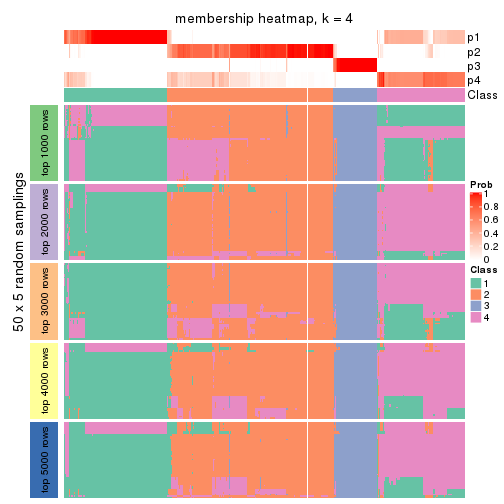 membership heatmap, k = 4
p1
p2
p3
p4
Class
50 x 5 random samplings
top 1000 rows
top 2000 rows
top 3000 rows
top 4000 rows
top 5000 rows
Prob
1
0.8
0.6
0.4
0.2
0
Class
1
2
3
4